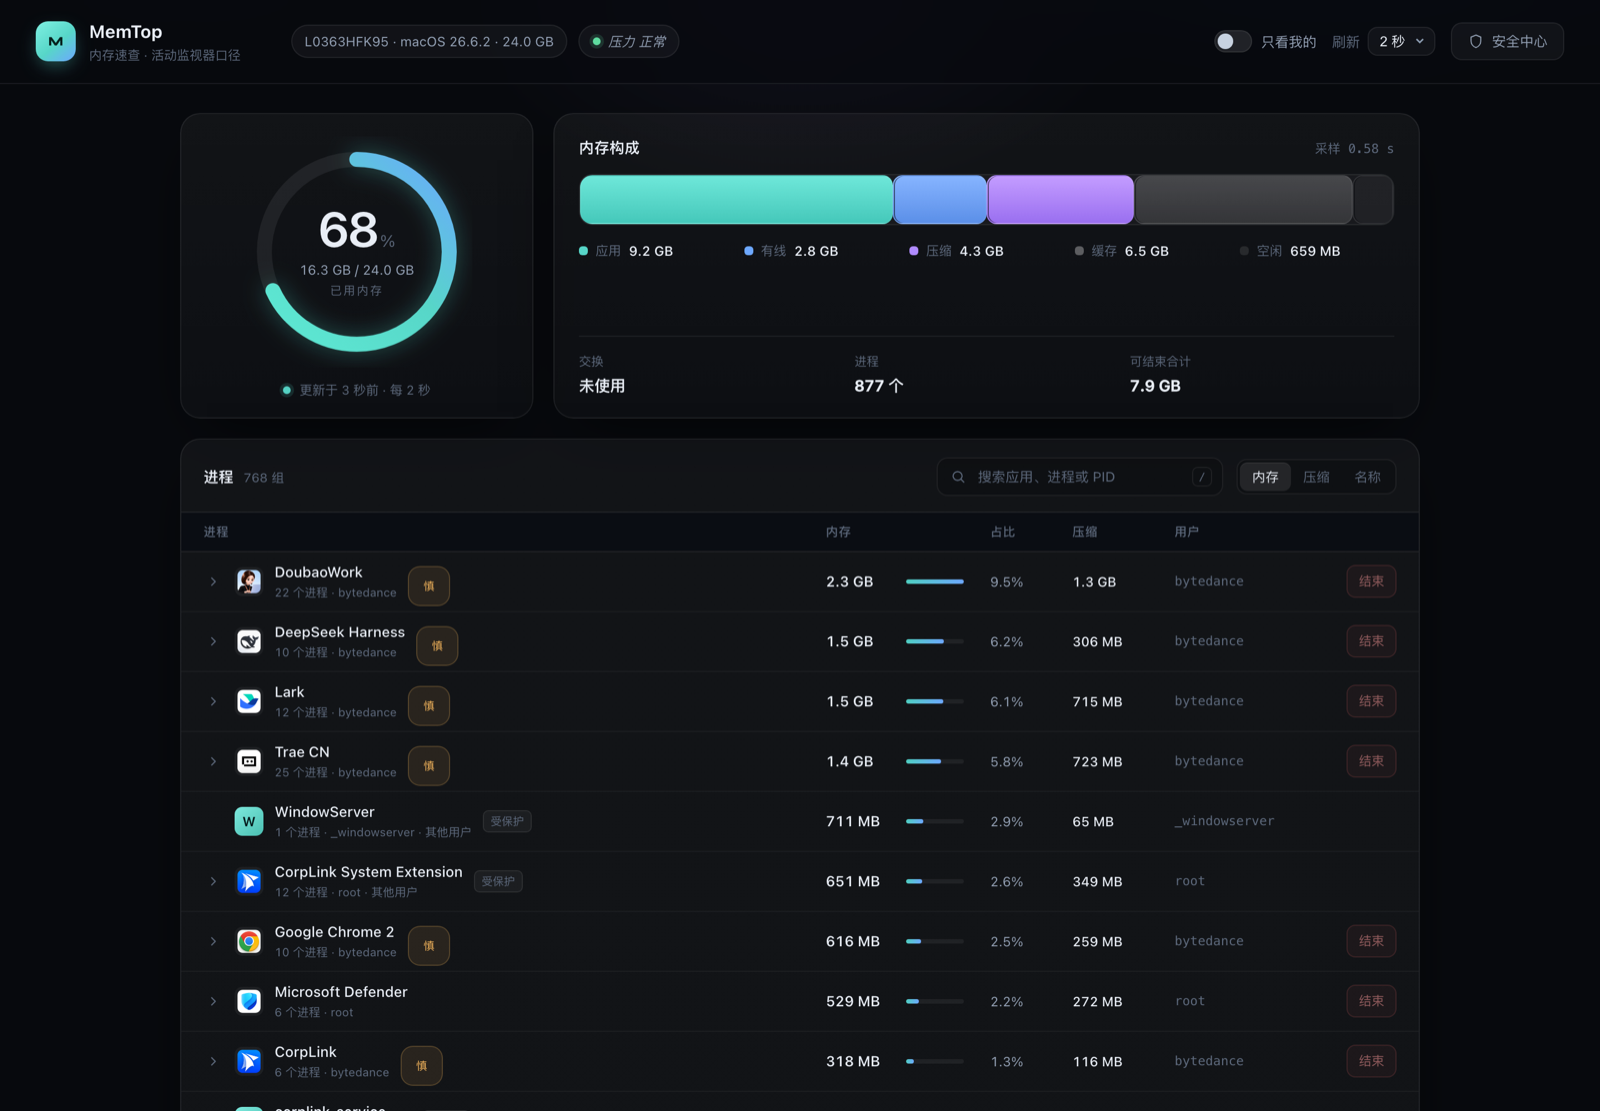 M
MemTop
内存速查 · 活动监视器口径
L0363HFK95 · macOS 26.6.2 · 24.0 GB
压力 正常
只看我的
刷新
2 秒
安全中心
68%
16.3 GB / 24.0 GB
已用内存
更新于 3 秒前 · 每 2 秒
内存构成
采样 0.58 s
应用 9.2 GB
有线 2.8 GB
压缩 4.3 GB
缓存 6.5 GB
空闲 659 MB
交换
未使用
进程
877 个
可结束合计
7.9 GB
进程 768 组
搜索应用、进程或 PID
/
内存
压缩
名称
进程 内存 占比 压缩 用户
DoubaoWork
22 个进程 · bytedance
慎
2.3 GB 9.5% 1.3 GB bytedance 结束
DeepSeek Harness
10 个进程 · bytedance
慎
1.5 GB 6.2% 306 MB bytedance 结束
Lark
12 个进程 · bytedance
慎
1.5 GB 6.1% 715 MB bytedance 结束
Trae CN
25 个进程 · bytedance
慎
1.4 GB 5.8% 723 MB bytedance 结束
W
WindowServer
1 个进程 · _windowserver · 其他用户
受保护
711 MB 2.9% 65 MB _windowserver
CorpLink System Extension
12 个进程 · root · 其他用户
受保护
651 MB 2.6% 349 MB root
Google Chrome 2
10 个进程 · bytedance
慎
616 MB 2.5% 259 MB bytedance 结束
Microsoft Defender
6 个进程 · root
529 MB 2.2% 272 MB root 结束
CorpLink
6 个进程 · bytedance
慎
318 MB 1.3% 116 MB bytedance 结束